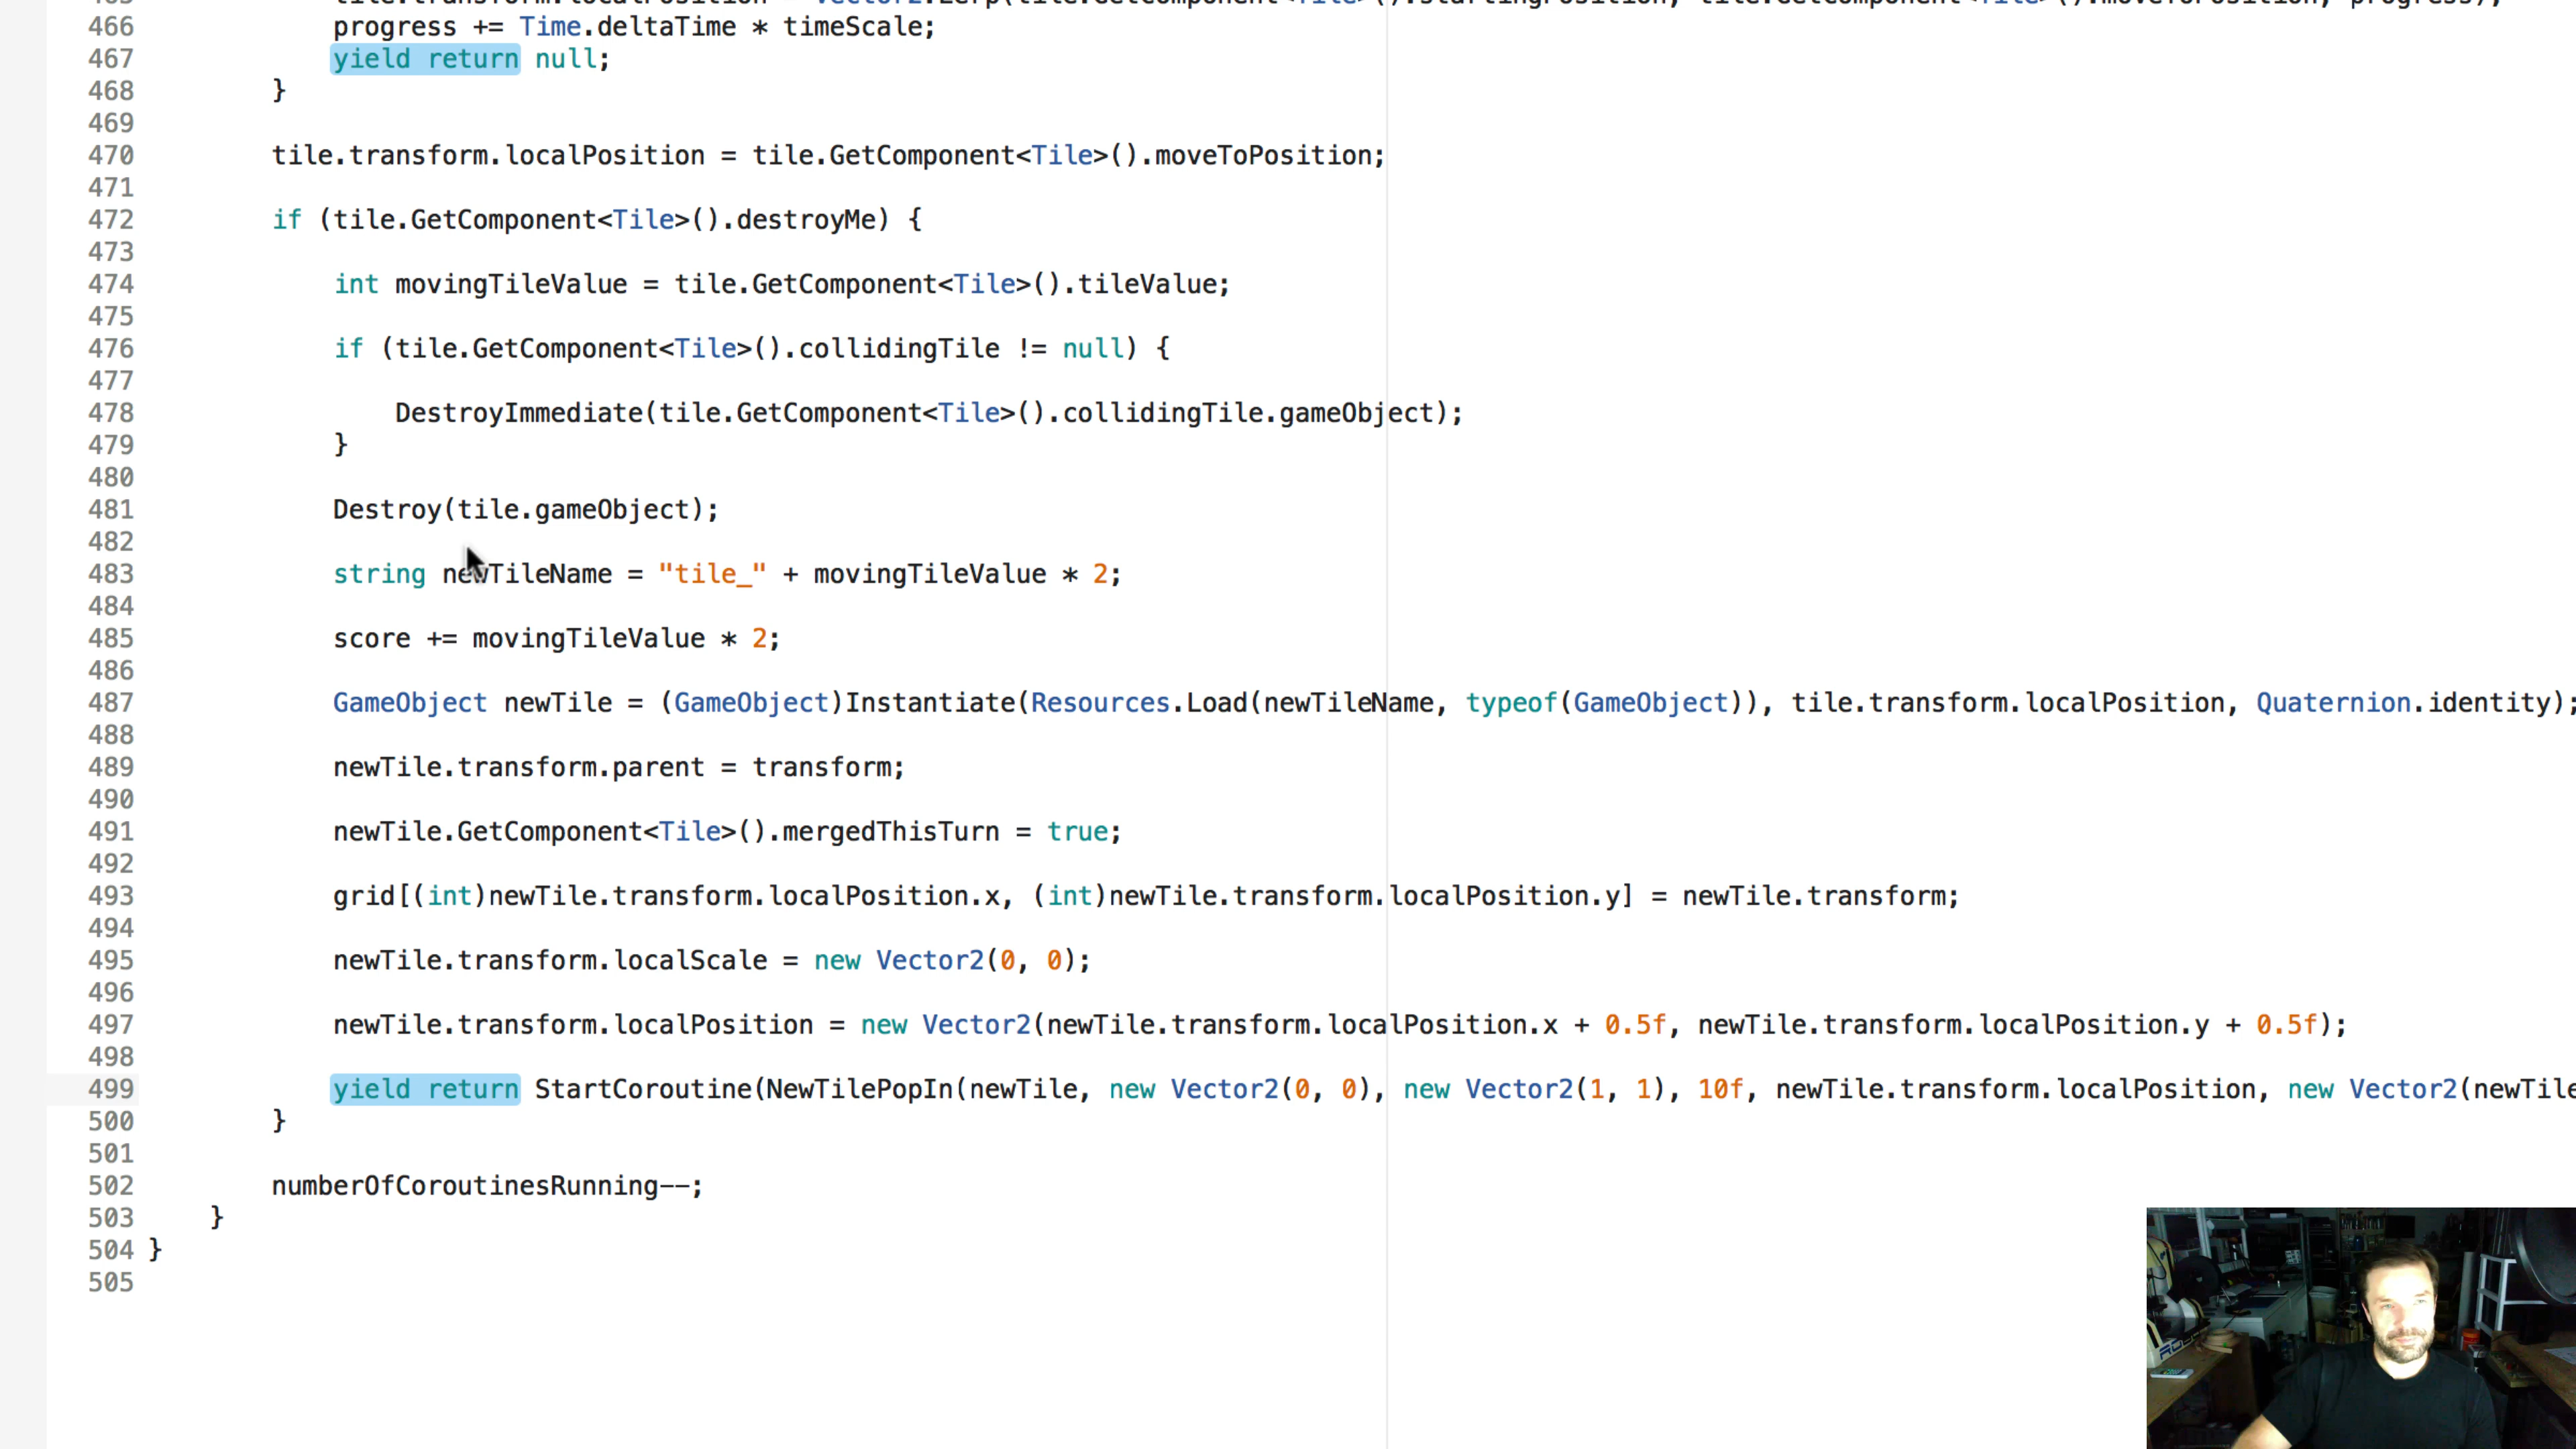 466 progress += Time.deltaTime * timeScale;
467 yield return null;
468 }
469
470 tile.transform.localPosition = tile.GetComponent<Tile>().moveToPosition;
471
472 if (tile.GetComponent<Tile>().destroyMe) {
473
474 int movingTileValue = tile.GetComponent<Tile>().tileValue;
475
476 if (tile.GetComponent<Tile>().collidingTile != null) {
477
478 DestroyImmediate(tile.GetComponent<Tile>().collidingTile.gameObject);
479 }
480
481 Destroy(tile.gameObject);
482
483 string newTileName = "tile_" + movingTileValue * 2;
484
485 score += movingTileValue * 2;
486
487 GameObject newTile = (GameObject)Instantiate(Resources.Load(newTileName, typeof(GameObject)), tile.transform.localPosition, Quaternion.identity);
488
489 newTile.transform.parent = transform;
490
491 newTile.GetComponent<Tile>().mergedThisTurn = true;
492
493 grid[(int)newTile.transform.localPosition.x, (int)newTile.transform.localPosition.y] = newTile.transform;
494
495 newTile.transform.localScale = new Vector2(0, 0);
496
497 newTile.transform.localPosition = new Vector2(newTile.transform.localPosition.x + 0.5f, newTile.transform.localPosition.y + 0.5f);
498
499 yield return StartCoroutine(NewTilePopIn(newTile, new Vector2(0, 0), new Vector2(1, 1), 10f, newTile.transform.localPosition, new Vector2(newTile
500 }
501
502 numberOfCoroutinesRunning--;
503 }
504 }
505